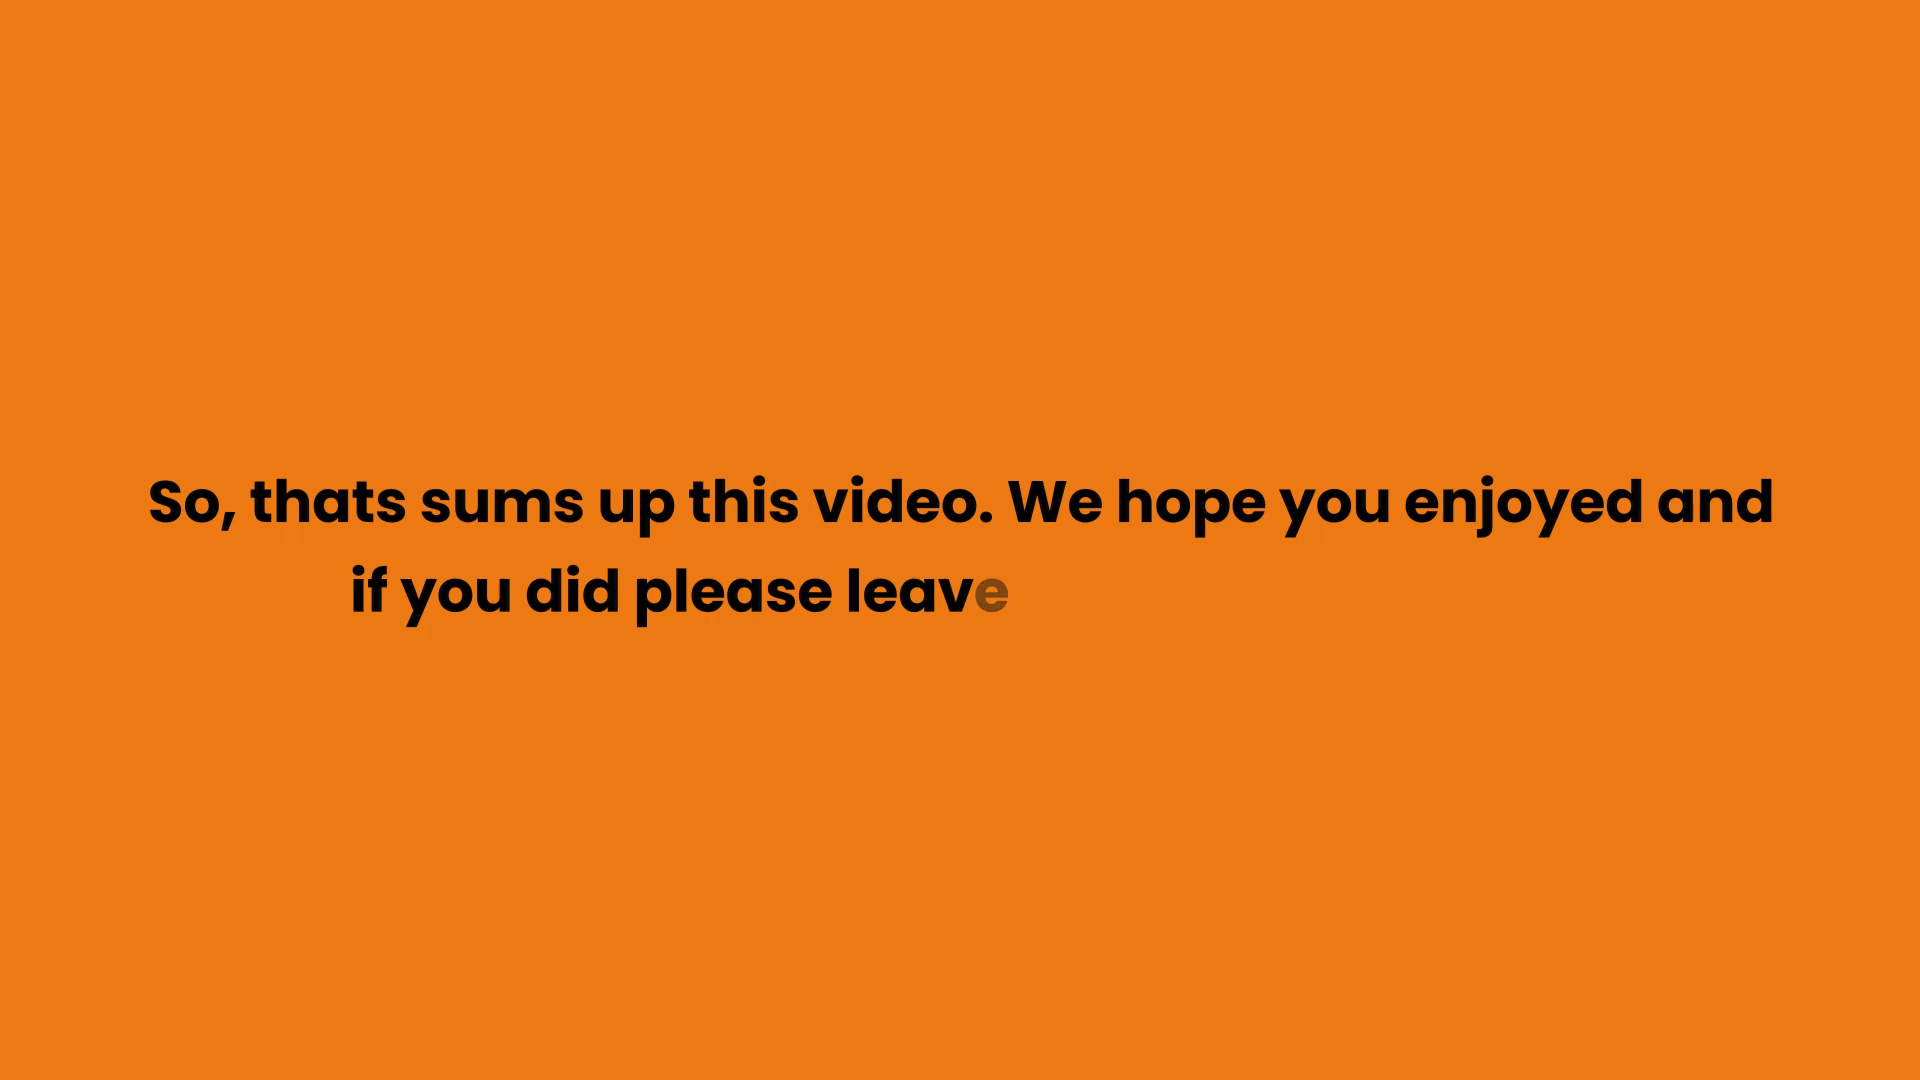 So, thats sums up this video. We hope you enjoyed and
if you did please leave